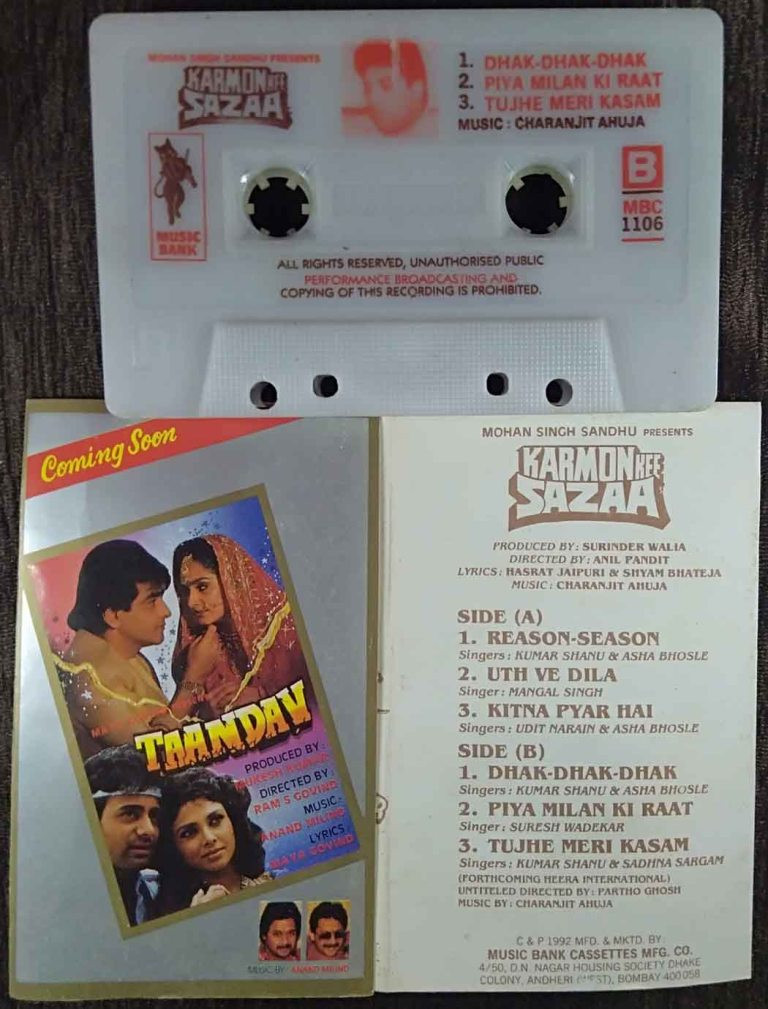 MOHAN SINGH SANDHU PRESENTS
KARMON KEE
SAZAA
1. DHAK-DHAK-DHAK
2. PIYA MILAN KI RAAT
3. TUJHE MERI KASAM
MUSIC : CHARANJIT AHUJA
MUSIC
BANK
B
MBC
1106
ALL RIGHTS RESERVED, UNAUTHORISED PUBLIC
PERFORMANCE BROADCASTING AND
COPYING OF THIS RECORDING IS PROHIBITED.
Coming Soon
TAANDAV
PRODUCED BY :
MUKESH KUMAR
DIRECTED BY :
RAM S GOVIND
MUSIC:-
ANAND MILIND
LYRICS :
MAYA GOVIND
MUSIC BY : ANAND MILIND
MOHAN SINGH SANDHU PRESENTS
KARMON KEE
SAZAA
PRODUCED BY : SURINDER WALIA
DIRECTED BY : ANIL PANDIT
LYRICS : HASRAT JAIPURI & SHYAM BHATEJA
MUSIC : CHARANJIT AHUJA
SIDE (A)
1. REASON-SEASON
Singers : KUMAR SHANU & ASHA BHOSLE
2. UTH VE DILA
Singer : MANGAL SINGH
3. KITNA PYAR HAI
Singers : UDIT NARAIN & ASHA BHOSLE
SIDE (B)
1. DHAK-DHAK-DHAK
Singers : KUMAR SHANU & ASHA BHOSLE
2. PIYA MILAN KI RAAT
Singer : SURESH WADEKAR
3. TUJHE MERI KASAM
Singers : KUMAR SHANU & SADHNA SARGAM
(FORTHCOMING HEERA INTERNATIONAL)
UNTITELED DIRECTED BY : PARTHO GHOSH
MUSIC BY : CHARANJIT AHUJA
C & P 1992 MFD. & MKTD. BY :
MUSIC BANK CASSETTES MFG. CO.
4/50, D.N. NAGAR HOUSING SOCIETY DHAKE
COLONY, ANDHERI (WEST), BOMBAY 400 058